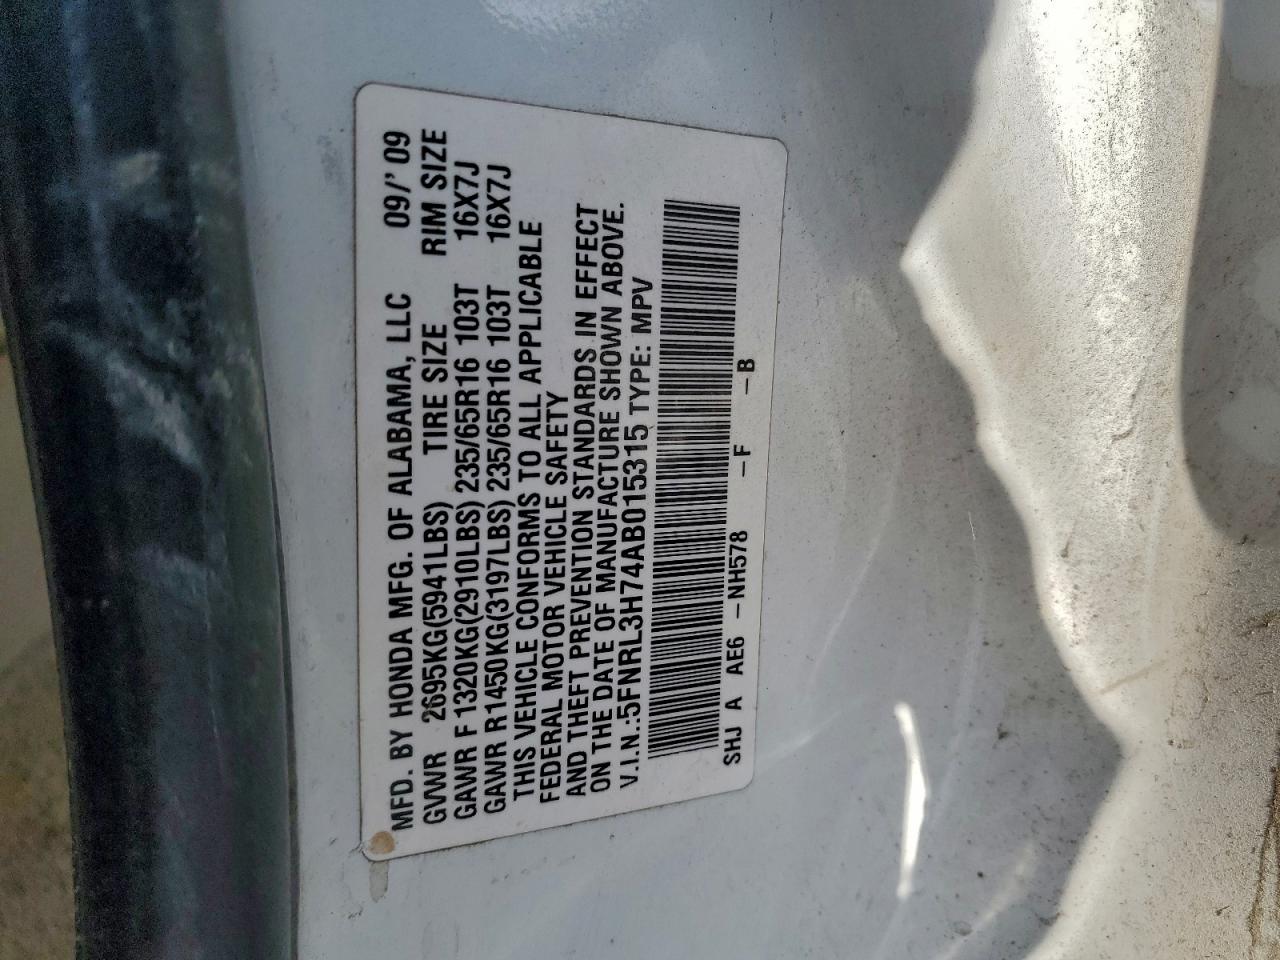 MFD. BY HONDA MFG. OF ALABAMA, LLC 09/' 09
GVWR 2695KG(5941LBS) TIRE SIZE RIM SIZE
GAWR F 1320KG(2910LBS) 235/65R16 103T 16X7J
GAWR R1450KG(3197LBS) 235/65R16 103T 16X7J
THIS VEHICLE CONFORMS TO ALL APPLICABLE
FEDERAL MOTOR VEHICLE SAFETY
AND THEFT PREVENTION STANDARDS IN EFFECT
ON THE DATE OF MANUFACTURE SHOWN ABOVE.
V.I.N.:5FNRL3H74AB015315 TYPE: MPV
SHJ A AE6 -NH578 -F -B